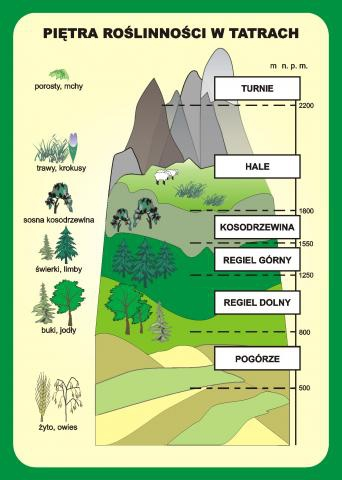 PIĘTRA ROŚLINNOŚCI W TATRACH
m n. p. m.
TURNIE
porosty, mchy
2200
HALE
trawy, krokusy
1800
sosna kosodrzewina
KOSODRZEWINA
1550
REGIEL GÓRNY
świerki, limby
1250
REGIEL DOLNY
buki, jodły
800
POGÓRZE
500
żyto, owies